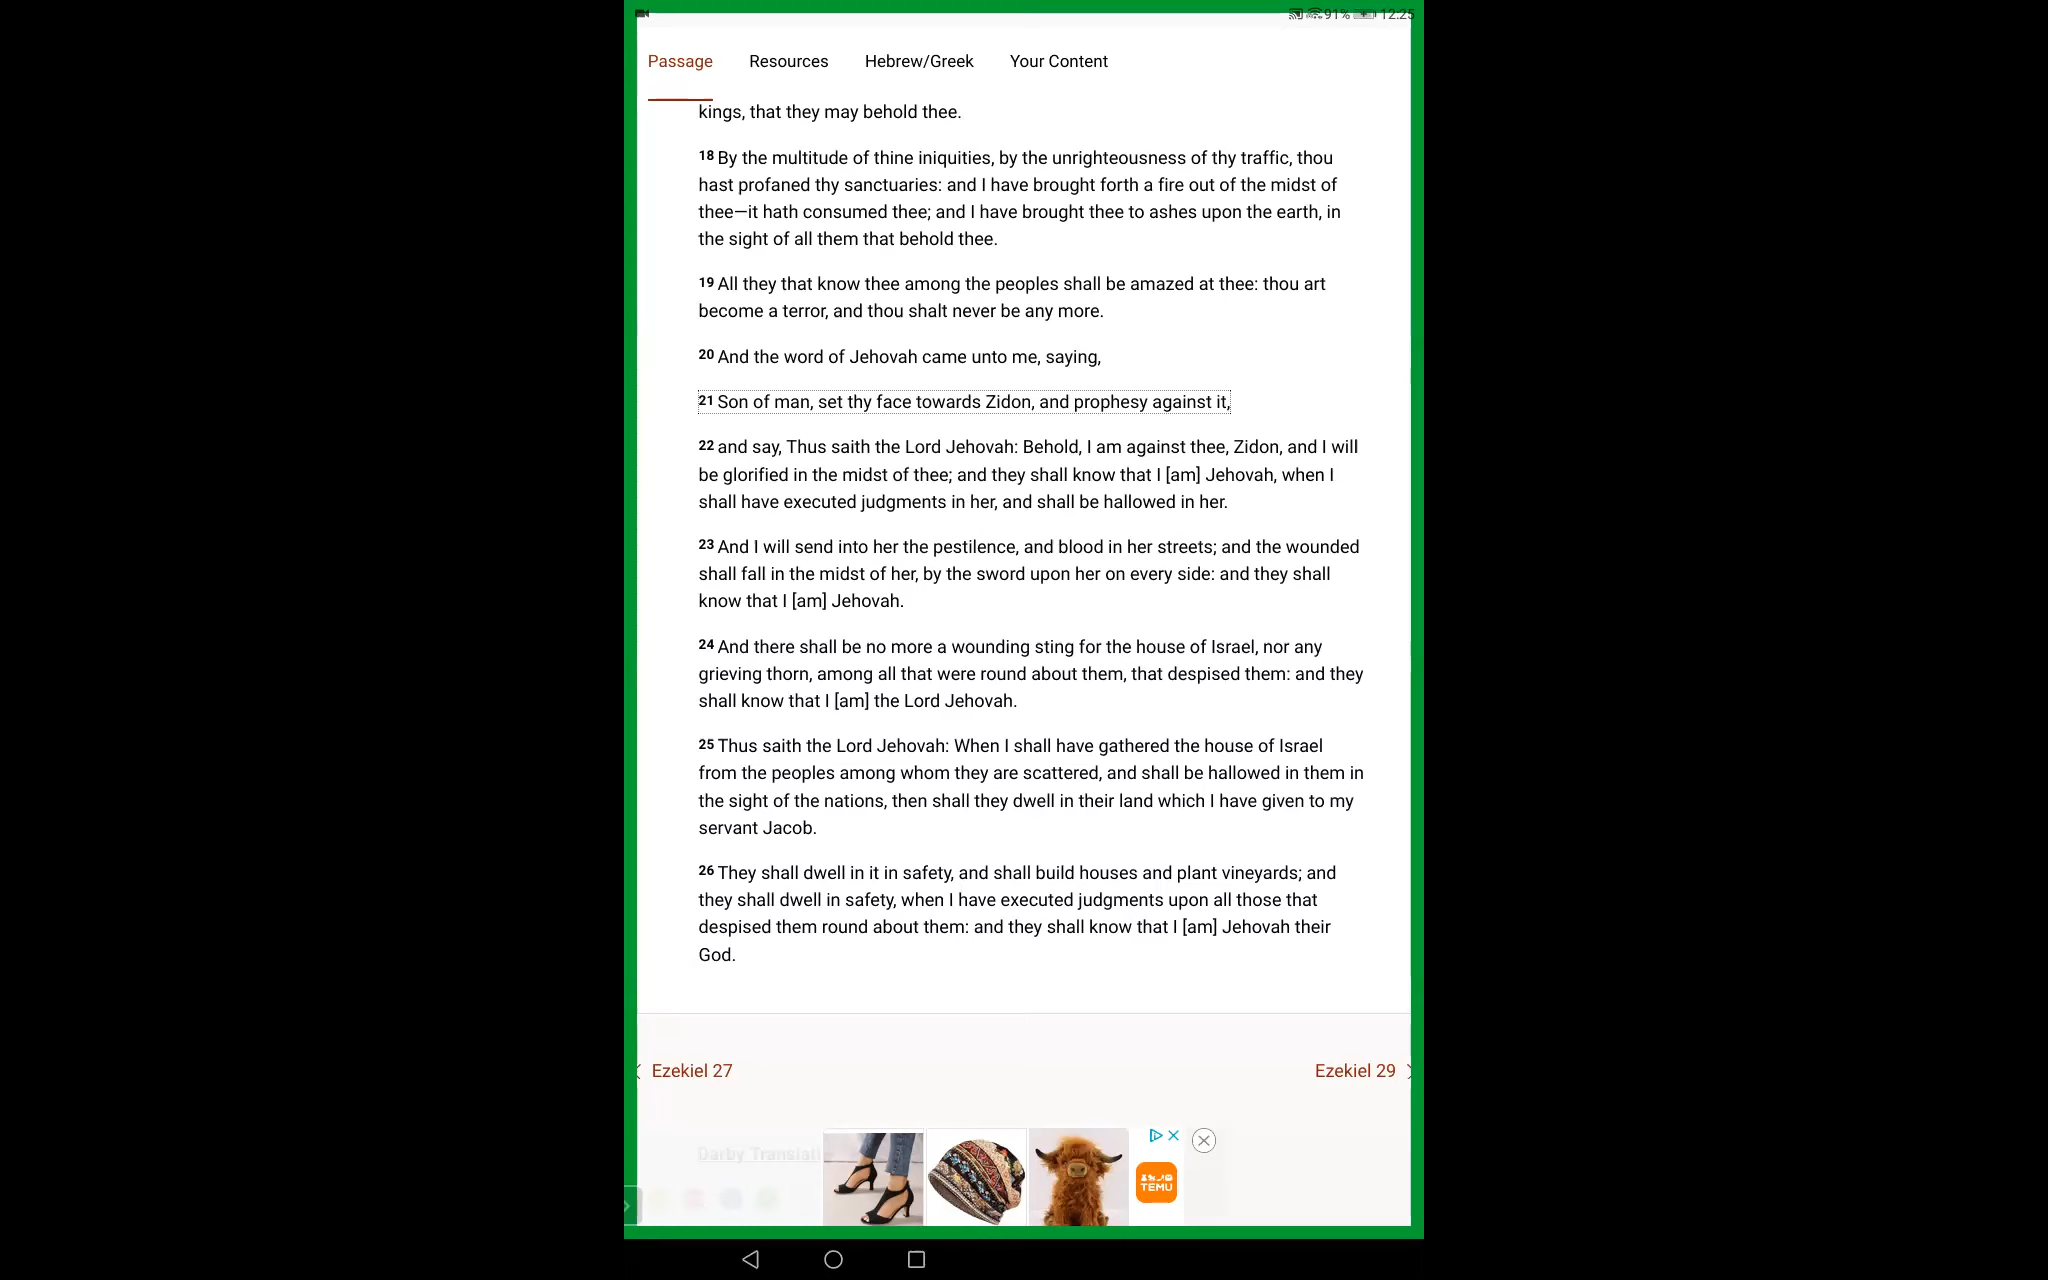 91% 12:25
Passage Resources Hebrew/Greek Your Content
kings, that they may behold thee.
18 By the multitude of thine iniquities, by the unrighteousness of thy traffic, thou
hast profaned thy sanctuaries: and I have brought forth a fire out of the midst of
thee—it hath consumed thee; and I have brought thee to ashes upon the earth, in
the sight of all them that behold thee.
19 All they that know thee among the peoples shall be amazed at thee: thou art
become a terror, and thou shalt never be any more.
20 And the word of Jehovah came unto me, saying,
21 Son of man, set thy face towards Zidon, and prophesy against it,
22 and say, Thus saith the Lord Jehovah: Behold, I am against thee, Zidon, and I will
be glorified in the midst of thee; and they shall know that I [am] Jehovah, when I
shall have executed judgments in her, and shall be hallowed in her.
23 And I will send into her the pestilence, and blood in her streets; and the wounded
shall fall in the midst of her, by the sword upon her on every side: and they shall
know that I [am] Jehovah.
24 And there shall be no more a wounding sting for the house of Israel, nor any
grieving thorn, among all that were round about them, that despised them: and they
shall know that I [am] the Lord Jehovah.
25 Thus saith the Lord Jehovah: When I shall have gathered the house of Israel
from the peoples among whom they are scattered, and shall be hallowed in them in
the sight of the nations, then shall they dwell in their land which I have given to my
servant Jacob.
26 They shall dwell in it in safety, and shall build houses and plant vineyards; and
they shall dwell in safety, when I have executed judgments upon all those that
despised them round about them: and they shall know that I [am] Jehovah their
God.
Ezekiel 27 Ezekiel 29
Darby Translati
TEMU